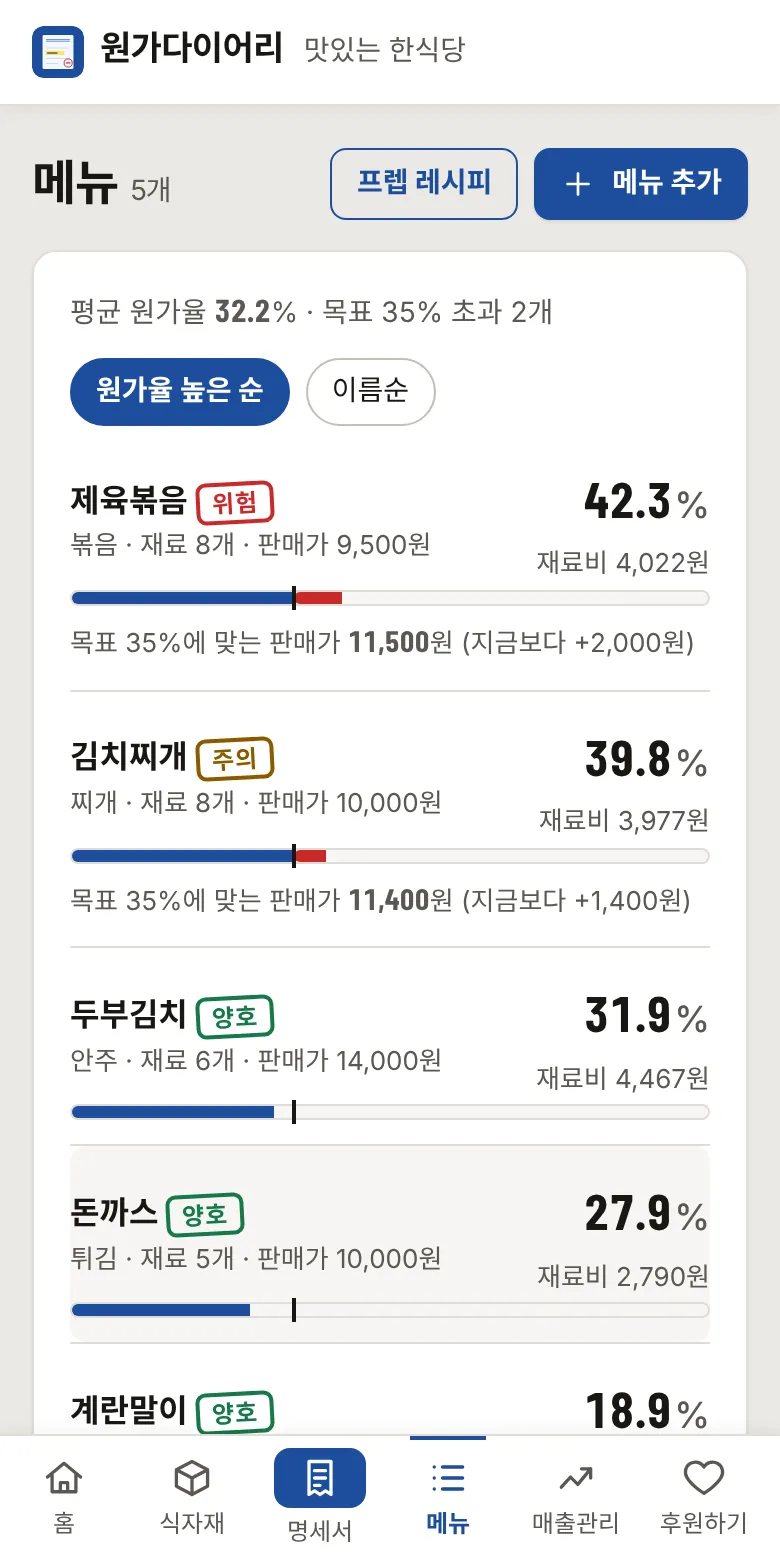 원가다이어리 맛있는 한식당
메뉴 5개 프렙 레시피 + 메뉴 추가
평균 원가율 32.2% · 목표 35% 초과 2개
원가율 높은 순 이름순
제육볶음 위험 42.3%
볶음 · 재료 8개 · 판매가 9,500원
재료비 4,022원
목표 35%에 맞는 판매가 11,500원 (지금보다 +2,000원)
김치찌개 주의 39.8%
찌개 · 재료 8개 · 판매가 10,000원
재료비 3,977원
목표 35%에 맞는 판매가 11,400원 (지금보다 +1,400원)
두부김치 양호 31.9%
안주 · 재료 6개 · 판매가 14,000원
재료비 4,467원
돈까스 양호 27.9%
튀김 · 재료 5개 · 판매가 10,000원
재료비 2,790원
계란말이 양호 18.9%
홈 식자재 명세서 메뉴 매출관리 후원하기